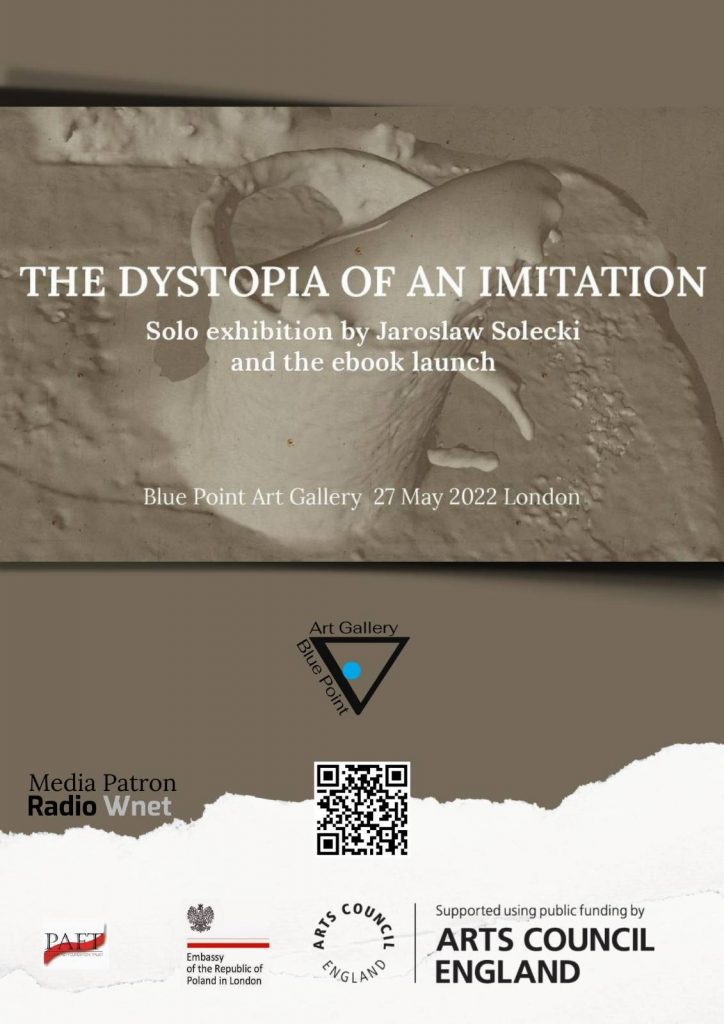 THE DYSTOPIA OF AN IMITATION
Solo exhibition by Jaroslaw Solecki
and the ebook launch
Blue Point Art Gallery 27 May 2022 London
Art Gallery
Blue Point
Media Patron
Radio Wnet
PAFT
Embassy
of the Republic of
Poland in London
ARTS COUNCIL
ENGLAND
Supported using public funding by
ARTS COUNCIL
ENGLAND